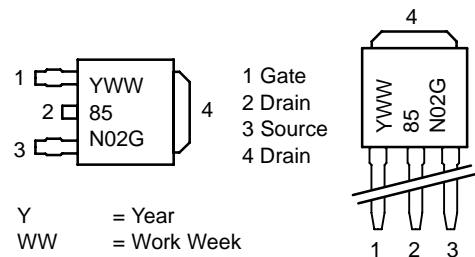 1
2
3
YWW
85
N02G
4
1 Gate
2 Drain
3 Source
4 Drain
4
YWW
85
N02G
1 2 3
Y = Year
WW = Work Week